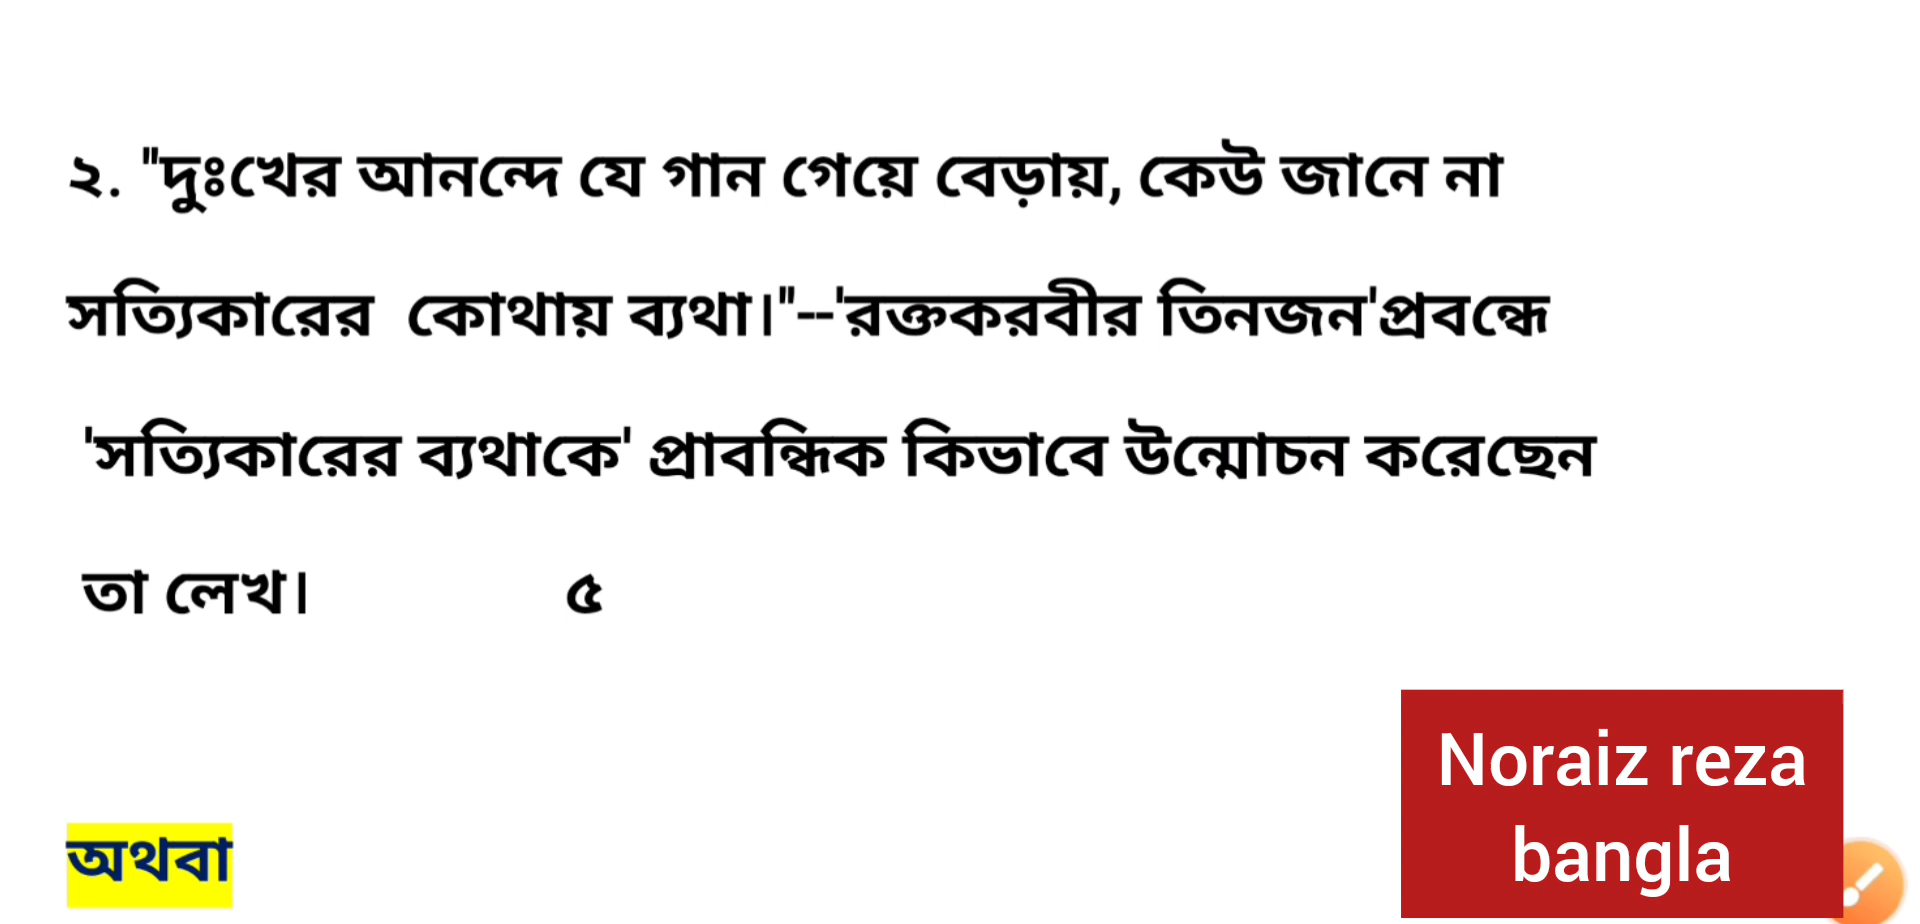 ২. "দুঃখের আনন্দে যে গান গেয়ে বেড়ায়, কেউ জানে না
সত্যিকারের কোথায় ব্যথা।"--'রক্তকরবীর তিনজন'প্রবন্ধে
'সত্যিকারের ব্যথাকে' প্রাবন্ধিক কিভাবে উন্মোচন করেছেন
তা লেখ। ৫
Noraiz reza
bangla
অথবা